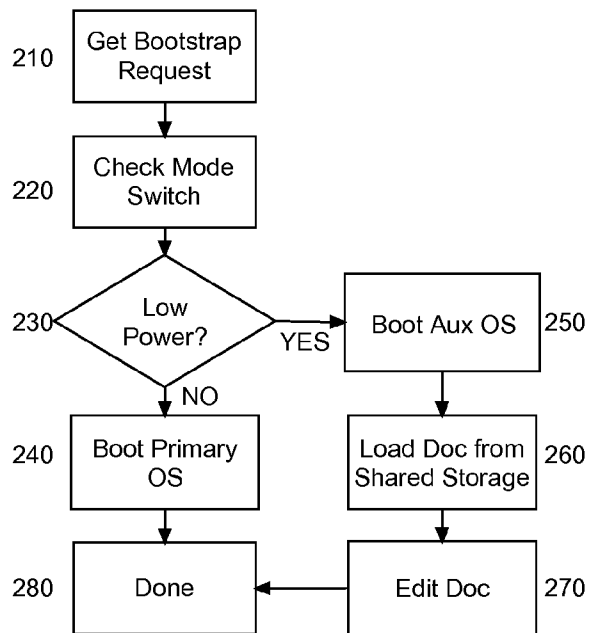 210
Get Bootstrap
Request
220
Check Mode
Switch
230
Low
Power?
YES
NO
Boot Aux OS
250
240
Boot Primary
OS
Load Doc from
Shared Storage
260
280
Done
Edit Doc
270